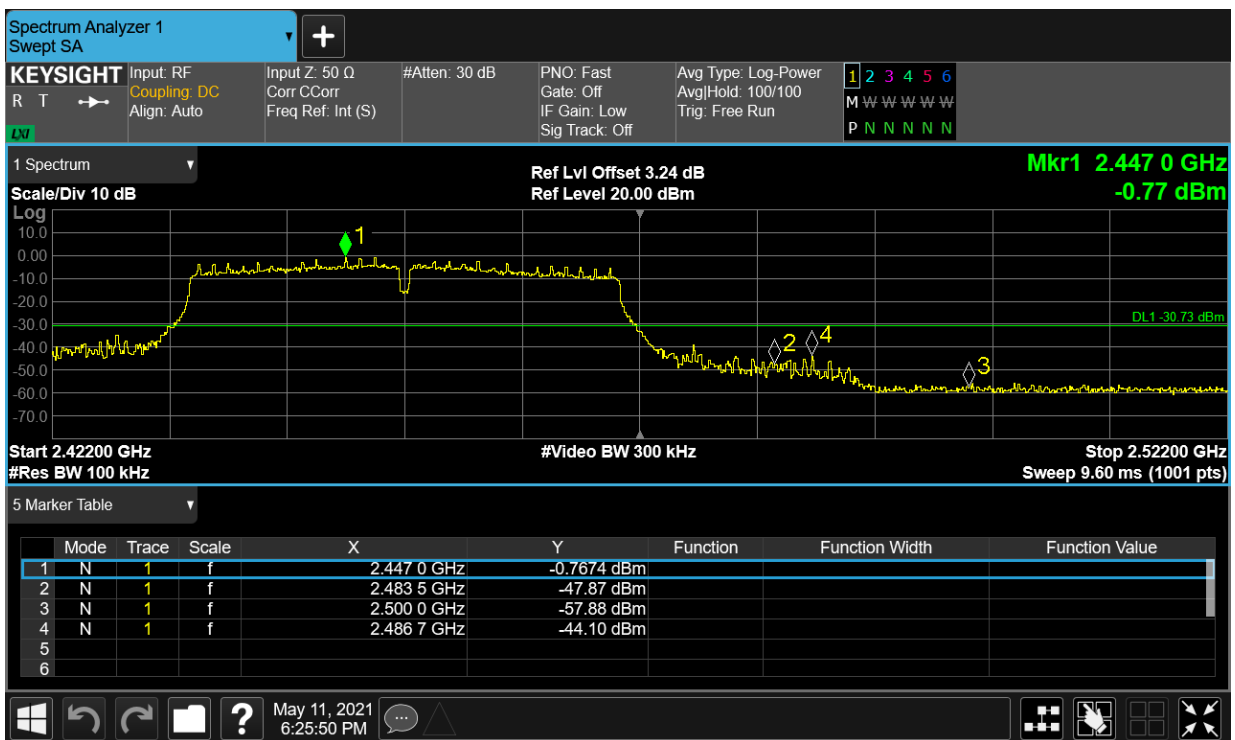 Spectrum Analyzer 1
Swept SA
+
KEYSIGHT Input: RF Input Z: 50 Ω #Atten: 30 dB PNO: Fast Avg Type: Log-Power 1 2 3 4 5 6
R T Coupling: DC Corr CCorr Gate: Off Avg|Hold: 100/100 M W W W W W
Align: Auto Freq Ref: Int (S) IF Gain: Low Trig: Free Run
LXI Sig Track: Off P N N N N N
1 Spectrum Ref Lvl Offset 3.24 dB Mkr1 2.447 0 GHz
Scale/Div 10 dB Ref Level 20.00 dBm -0.77 dBm
Log
10.0 1
0.00
-10.0
-20.0
-30.0 DL1 -30.73 dBm
-40.0 2 4
-50.0 3
-60.0
-70.0
Start 2.42200 GHz #Video BW 300 kHz Stop 2.52200 GHz
#Res BW 100 kHz Sweep 9.60 ms (1001 pts)
5 Marker Table
Mode Trace Scale X Y Function Function Width Function Value
1 N 1 f 2.447 0 GHz -0.7674 dBm
2 N 1 f 2.483 5 GHz -47.87 dBm
3 N 1 f 2.500 0 GHz -57.88 dBm
4 N 1 f 2.486 7 GHz -44.10 dBm
5
6
? May 11, 2021
6:25:50 PM